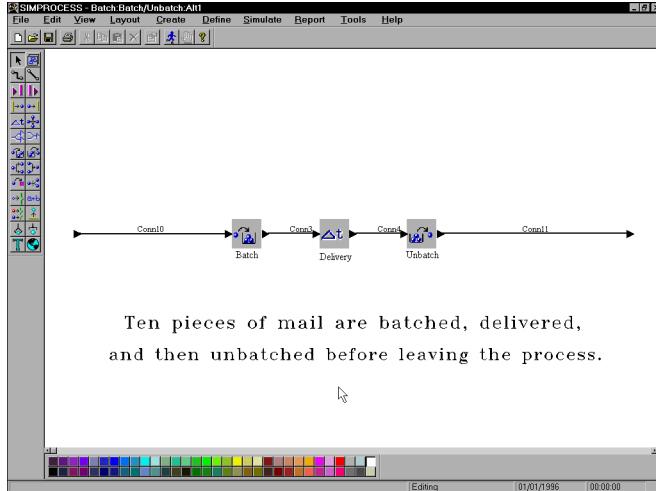 SIMPROCESS - Batch:Batch/Unbatch:Alt1
File Edit View Layout Create Define Simulate Report Tools Help
Δt
a=b
T
Conn10 Conn3 Δt Conn4 Conn11
Batch Delivery Unbatch
Ten pieces of mail are batched, delivered,
and then unbatched before leaving the process.
Editing 01/01/1996 00:00:00